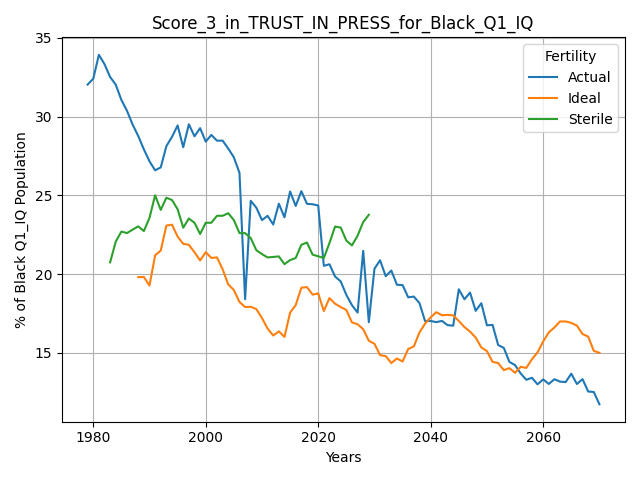 Score_3_in_TRUST_IN_PRESS_for_Black_Q1_IQ
Fertility
Actual
Ideal
Sterile
% of Black Q1_IQ Population
35
30
25
20
15
1980 2000 2020 2040 2060
Years